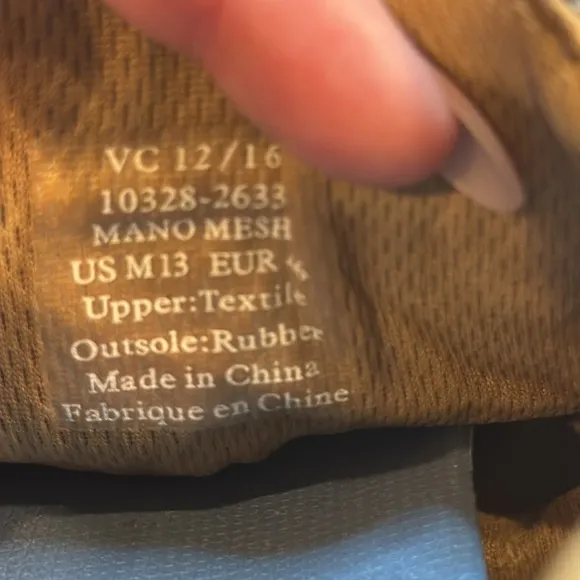 VC 12/16
10328-2633
MANO MESH
US M13 EUR
Upper:Textile
Outsole:Rubber
Made in China
Fabrique en Chine